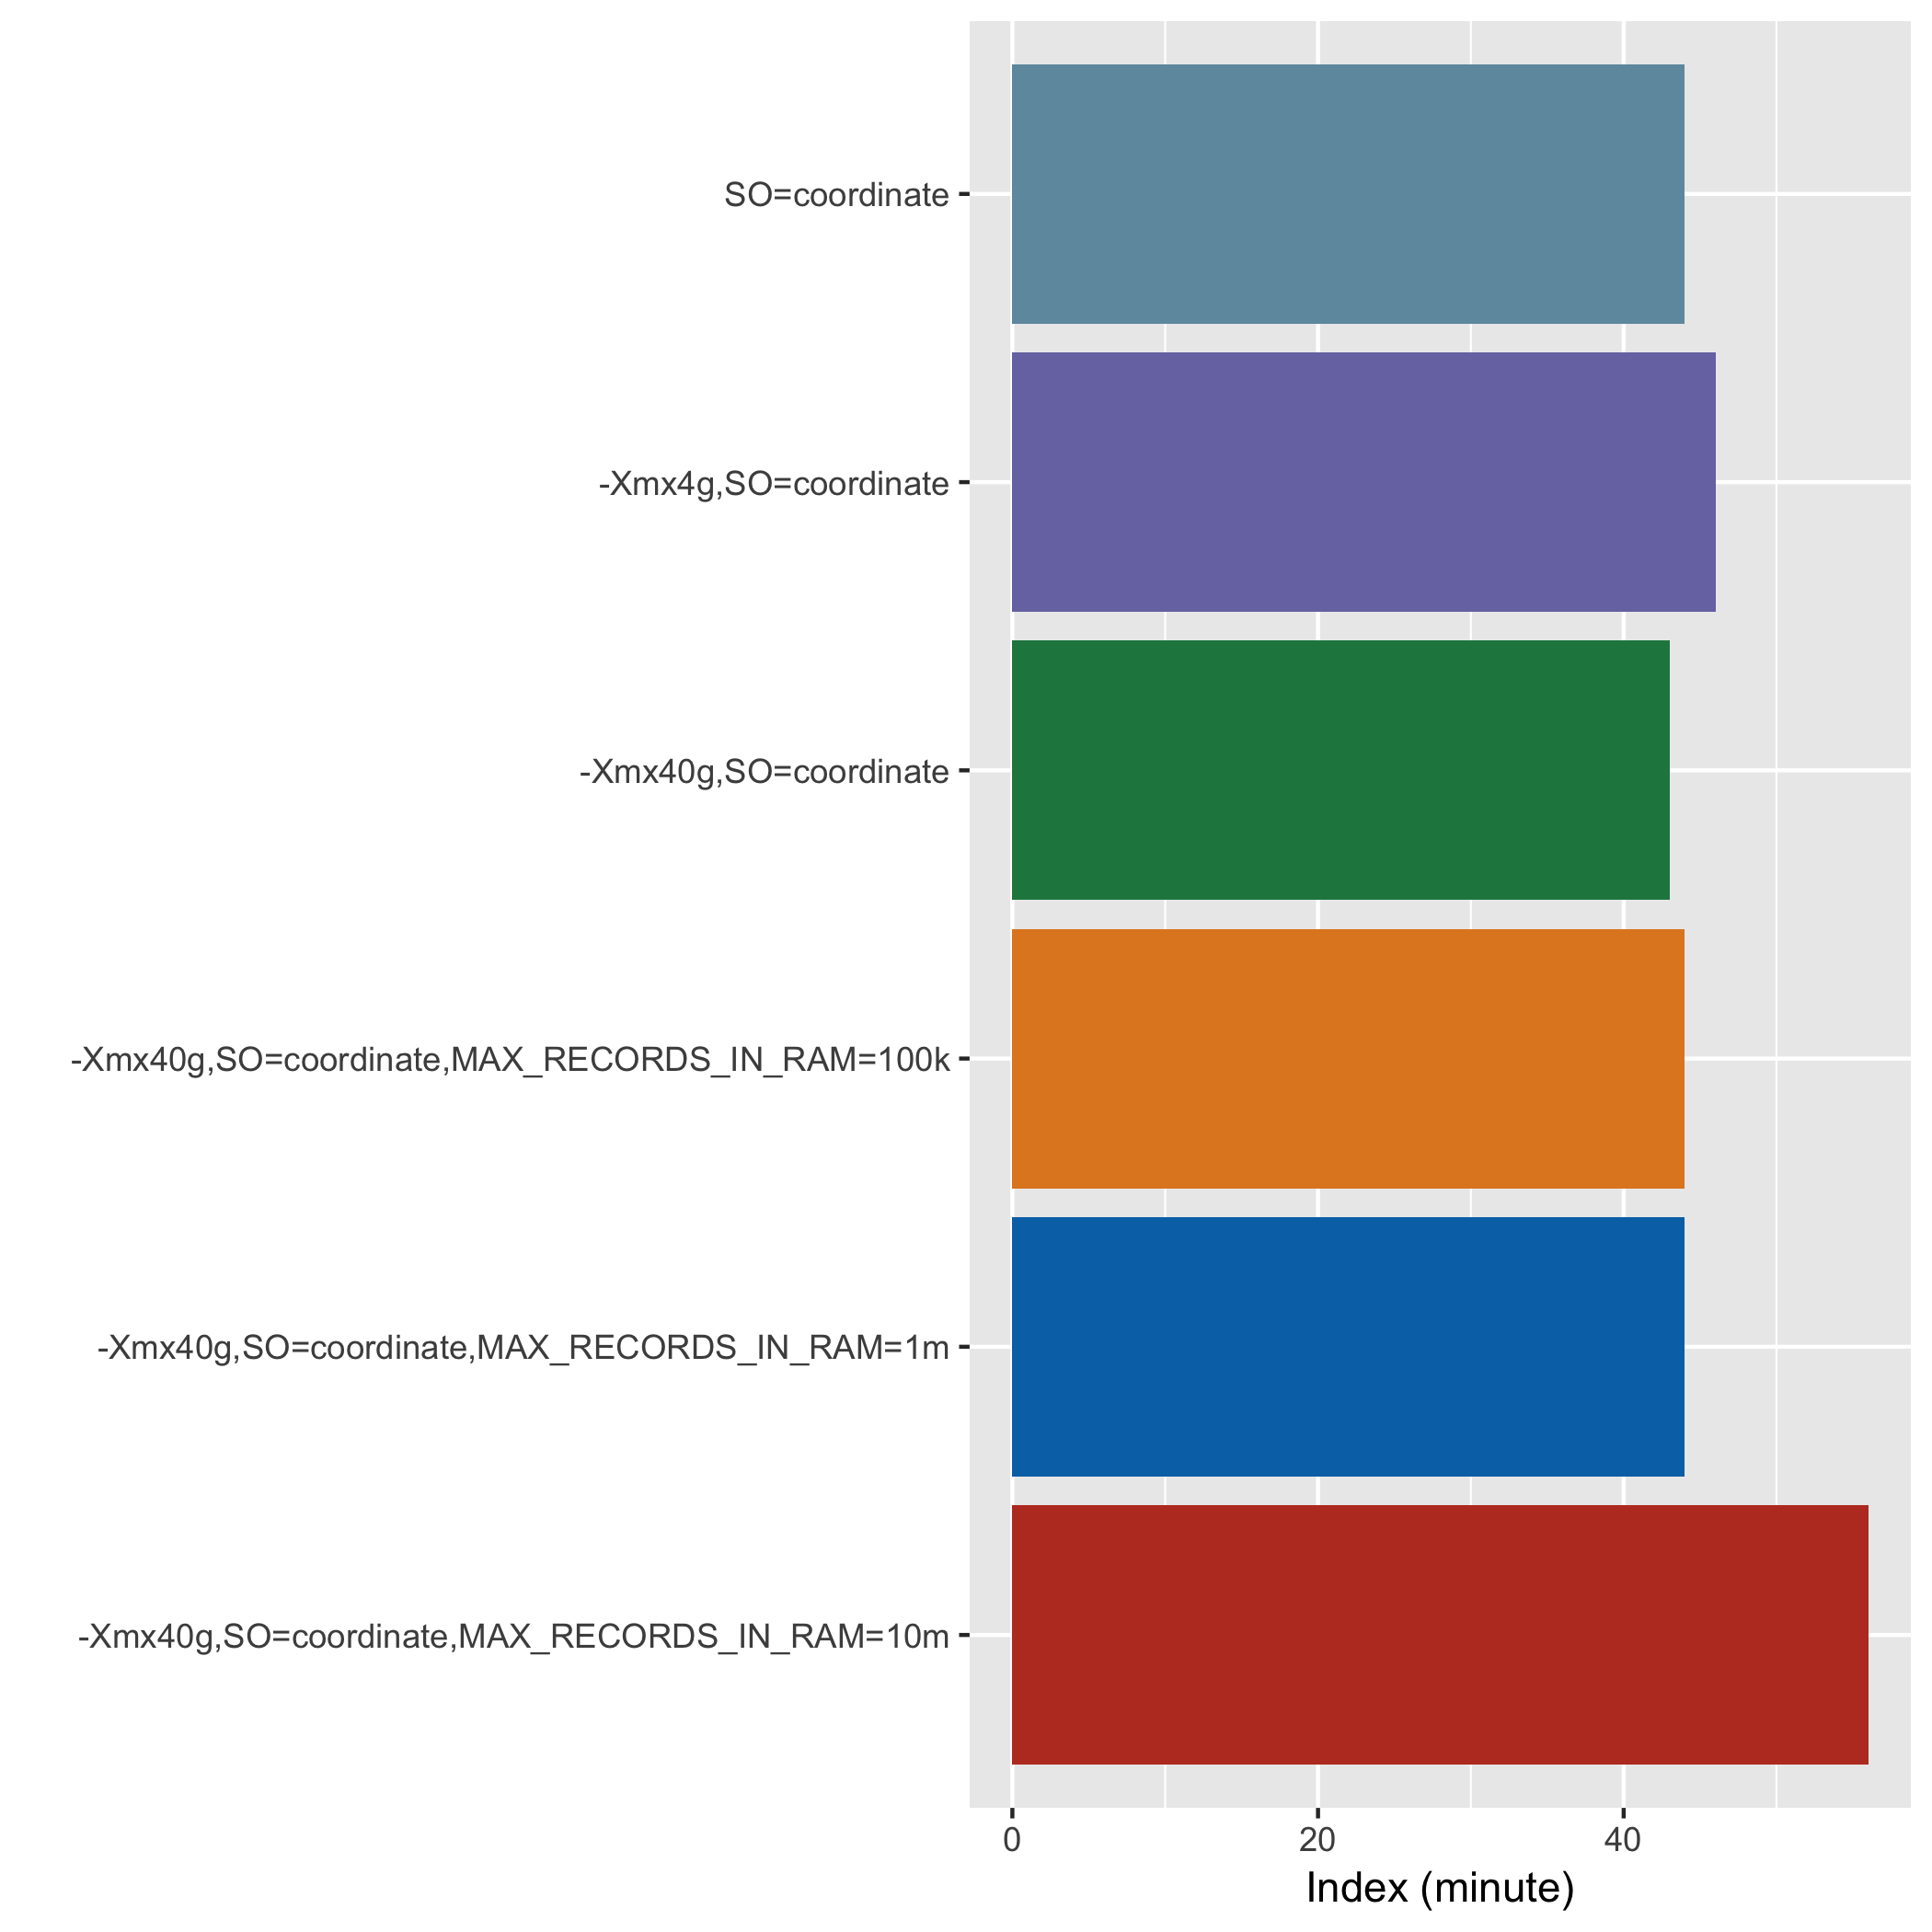 SO=coordinate
-Xmx4g,SO=coordinate
-Xmx40g,SO=coordinate
-Xmx40g,SO=coordinate,MAX_RECORDS_IN_RAM=100k
-Xmx40g,SO=coordinate,MAX_RECORDS_IN_RAM=1m
-Xmx40g,SO=coordinate,MAX_RECORDS_IN_RAM=10m
0 20 40
Index (minute)